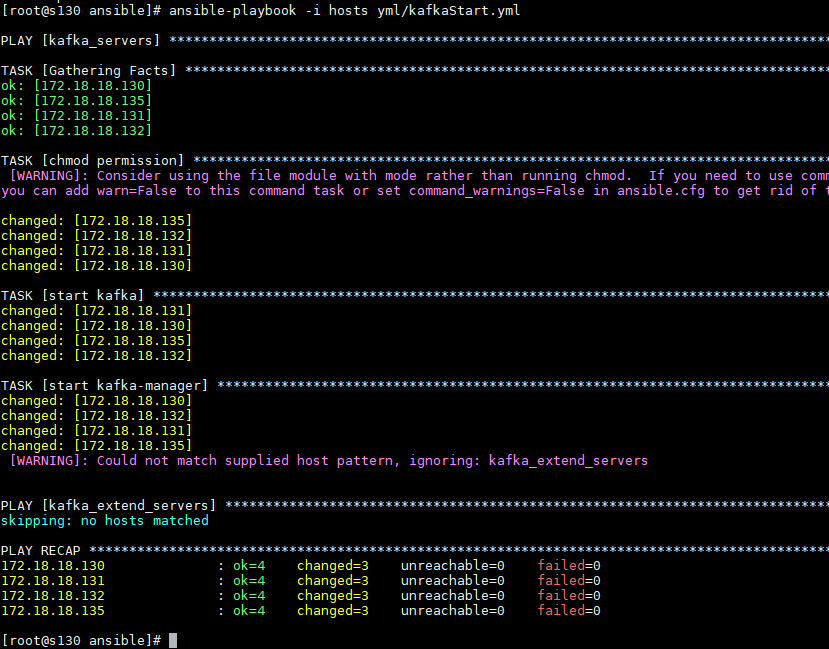 [root@s130 ansible]# ansible-playbook -i hosts yml/kafkaStart.yml
PLAY [kafka_servers] ***********************************************************************************
TASK [Gathering Facts] *********************************************************************************
ok: [172.18.18.130]
ok: [172.18.18.135]
ok: [172.18.18.131]
ok: [172.18.18.132]
TASK [chmod permission] ********************************************************************************
[WARNING]: Consider using the file module with mode rather than running chmod.  If you need to use com
you can add warn=False to this command task or set command_warnings=False in ansible.cfg to get rid of
changed: [172.18.18.135]
changed: [172.18.18.132]
changed: [172.18.18.131]
changed: [172.18.18.130]
TASK [start kafka] *************************************************************************************
changed: [172.18.18.131]
changed: [172.18.18.130]
changed: [172.18.18.135]
changed: [172.18.18.132]
TASK [start kafka-manager] *****************************************************************************
changed: [172.18.18.130]
changed: [172.18.18.132]
changed: [172.18.18.131]
changed: [172.18.18.135]
[WARNING]: Could not match supplied host pattern, ignoring: kafka_extend_servers
PLAY [kafka_extend_servers] ****************************************************************************
skipping: no hosts matched
PLAY RECAP *********************************************************************************************
172.18.18.130              : ok=4    changed=3    unreachable=0    failed=0
172.18.18.131              : ok=4    changed=3    unreachable=0    failed=0
172.18.18.132              : ok=4    changed=3    unreachable=0    failed=0
172.18.18.135              : ok=4    changed=3    unreachable=0    failed=0
[root@s130 ansible]#